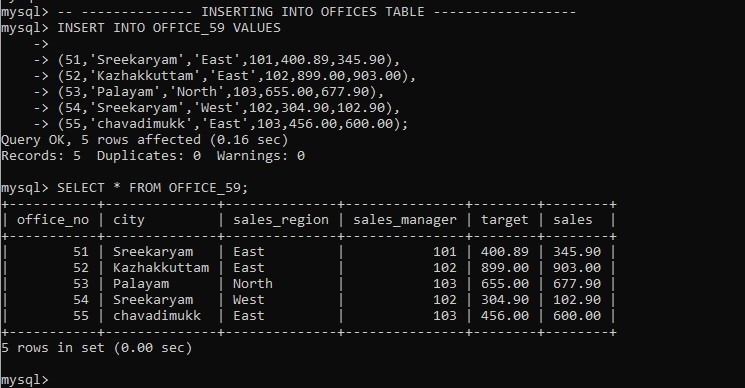 mysql> -- -------------- INSERTING INTO OFFICES TABLE -----------------
mysql> INSERT INTO OFFICE_59 VALUES
    ->
    -> (51,'Sreekaryam','East',101,400.89,345.90),
    -> (52,'Kazhakkuttam','East',102,899.00,903.00),
    -> (53,'Palayam','North',103,655.00,677.90),
    -> (54,'Sreekaryam','West',102,304.90,102.90),
    -> (55,'chavadimukk','East',103,456.00,600.00);
Query OK, 5 rows affected (0.16 sec)
Records: 5  Duplicates: 0  Warnings: 0

mysql> SELECT * FROM OFFICE_59;
+-----------+--------------+--------------+---------------+--------+--------+
| office_no | city         | sales_region | sales_manager | target | sales  |
+-----------+--------------+--------------+---------------+--------+--------+
|        51 | Sreekaryam   | East         |           101 | 400.89 | 345.90 |
|        52 | Kazhakkuttam | East         |           102 | 899.00 | 903.00 |
|        53 | Palayam      | North        |           103 | 655.00 | 677.90 |
|        54 | Sreekaryam   | West         |           102 | 304.90 | 102.90 |
|        55 | chavadimukk  | East         |           103 | 456.00 | 600.00 |
+-----------+--------------+--------------+---------------+--------+--------+
5 rows in set (0.00 sec)

mysql>